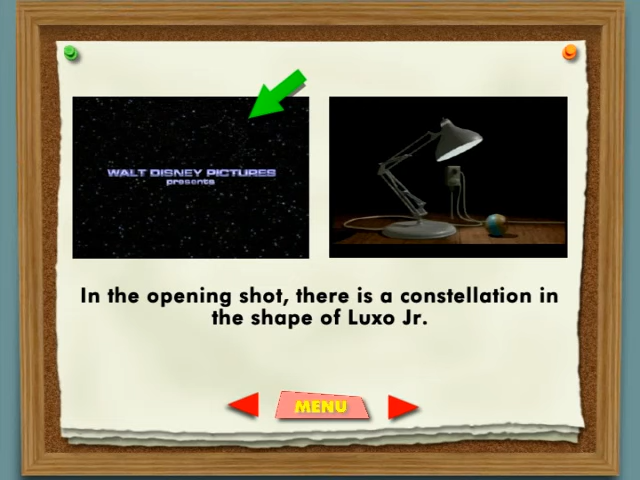 WALT DISNEY PICTURES
presents
In the opening shot, there is a constellation in
the shape of Luxo Jr.
MENU